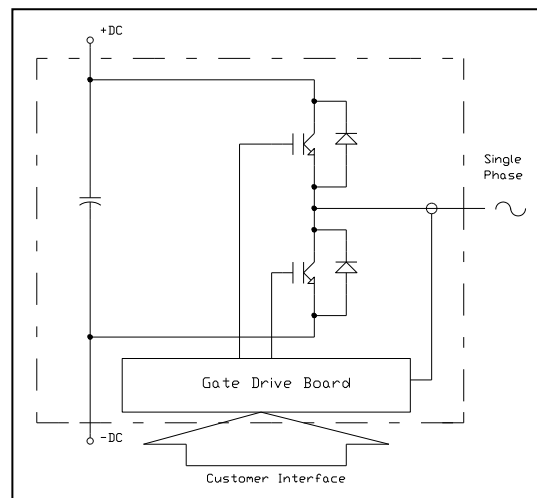 +DC
Single
Phase
Gate Drive Board
-DC
Customer Interface